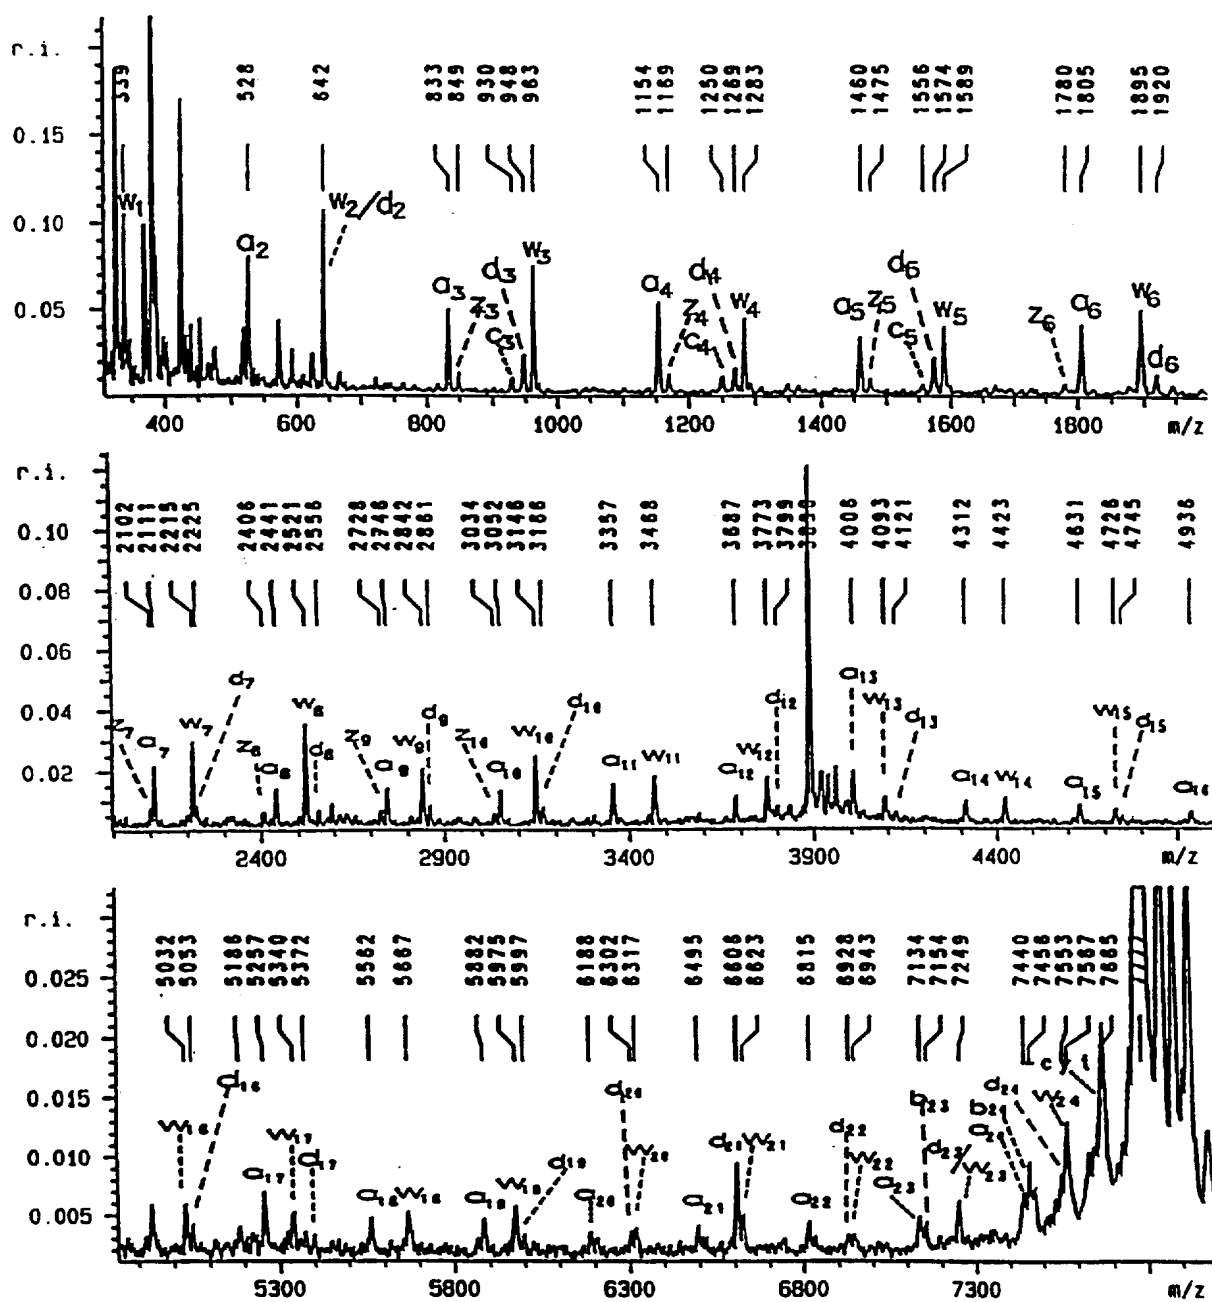 r.i.
339 528 642 833 849 930 948 963 1154 1169 1250 1269 1283 1460 1475 1556 1574 1589 1780 1805 1895 1920
0.15
0.10
0.05
w1 a2 w2/d2 a3 z3 d3 c3 w3 a4 z4 c4 d4 w4 a5 z5 c5 d5 w5 z6 a6 w6 d6
400 600 800 1000 1200 1400 1600 1800 m/z
r.i.
2102 2111 2215 2225 2406 2441 2521 2556 2728 2746 2842 2861 3034 3052 3146 3186 3357 3468 3687 3773 3799 4006 4093 4121 4312 4423 4631 4726 4745 4936
0.10
0.08
0.06
0.04
0.02
z7 a7 w7 d7 z8 a8 w8 d8 z9 a9 w9 d9 z10 a10 w10 d10 a11 w11 a12 w12 d12 a13 w13 d13 a14 w14 a15 w15 d15 a16
2400 2900 3400 3900 4400 m/z
r.i.
5032 5053 5186 5257 5340 5372 5562 5667 5882 5975 5997 6188 6302 6317 6495 6608 6623 6815 6928 6943 7134 7154 7249 7440 7456 7553 7567 7665
0.025
0.020
0.015
0.010
0.005
w16 d16 a17 w17 d17 a18 w18 a19 w19 d19 a20 d20 w20 a21 d21 w21 a22 d22 w22 a23 b23 d23 w23 a24 b24 d24 w24 - cyt
5300 5800 6300 6800 7300 m/z